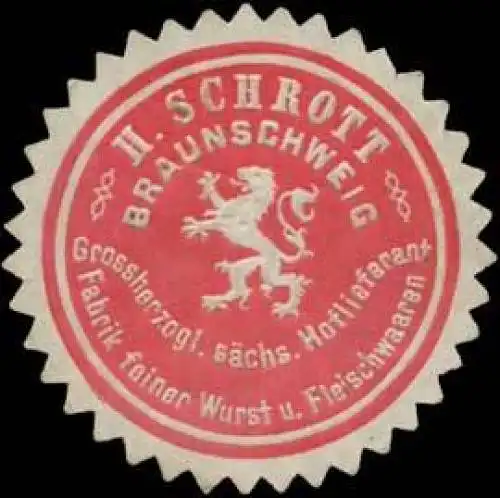 H. SCHROTT
BRAUNSCHWEIG
Grossherzogl. sächs. Hoflieferant
Fabrik feiner Wurst u. Fleischwaaren